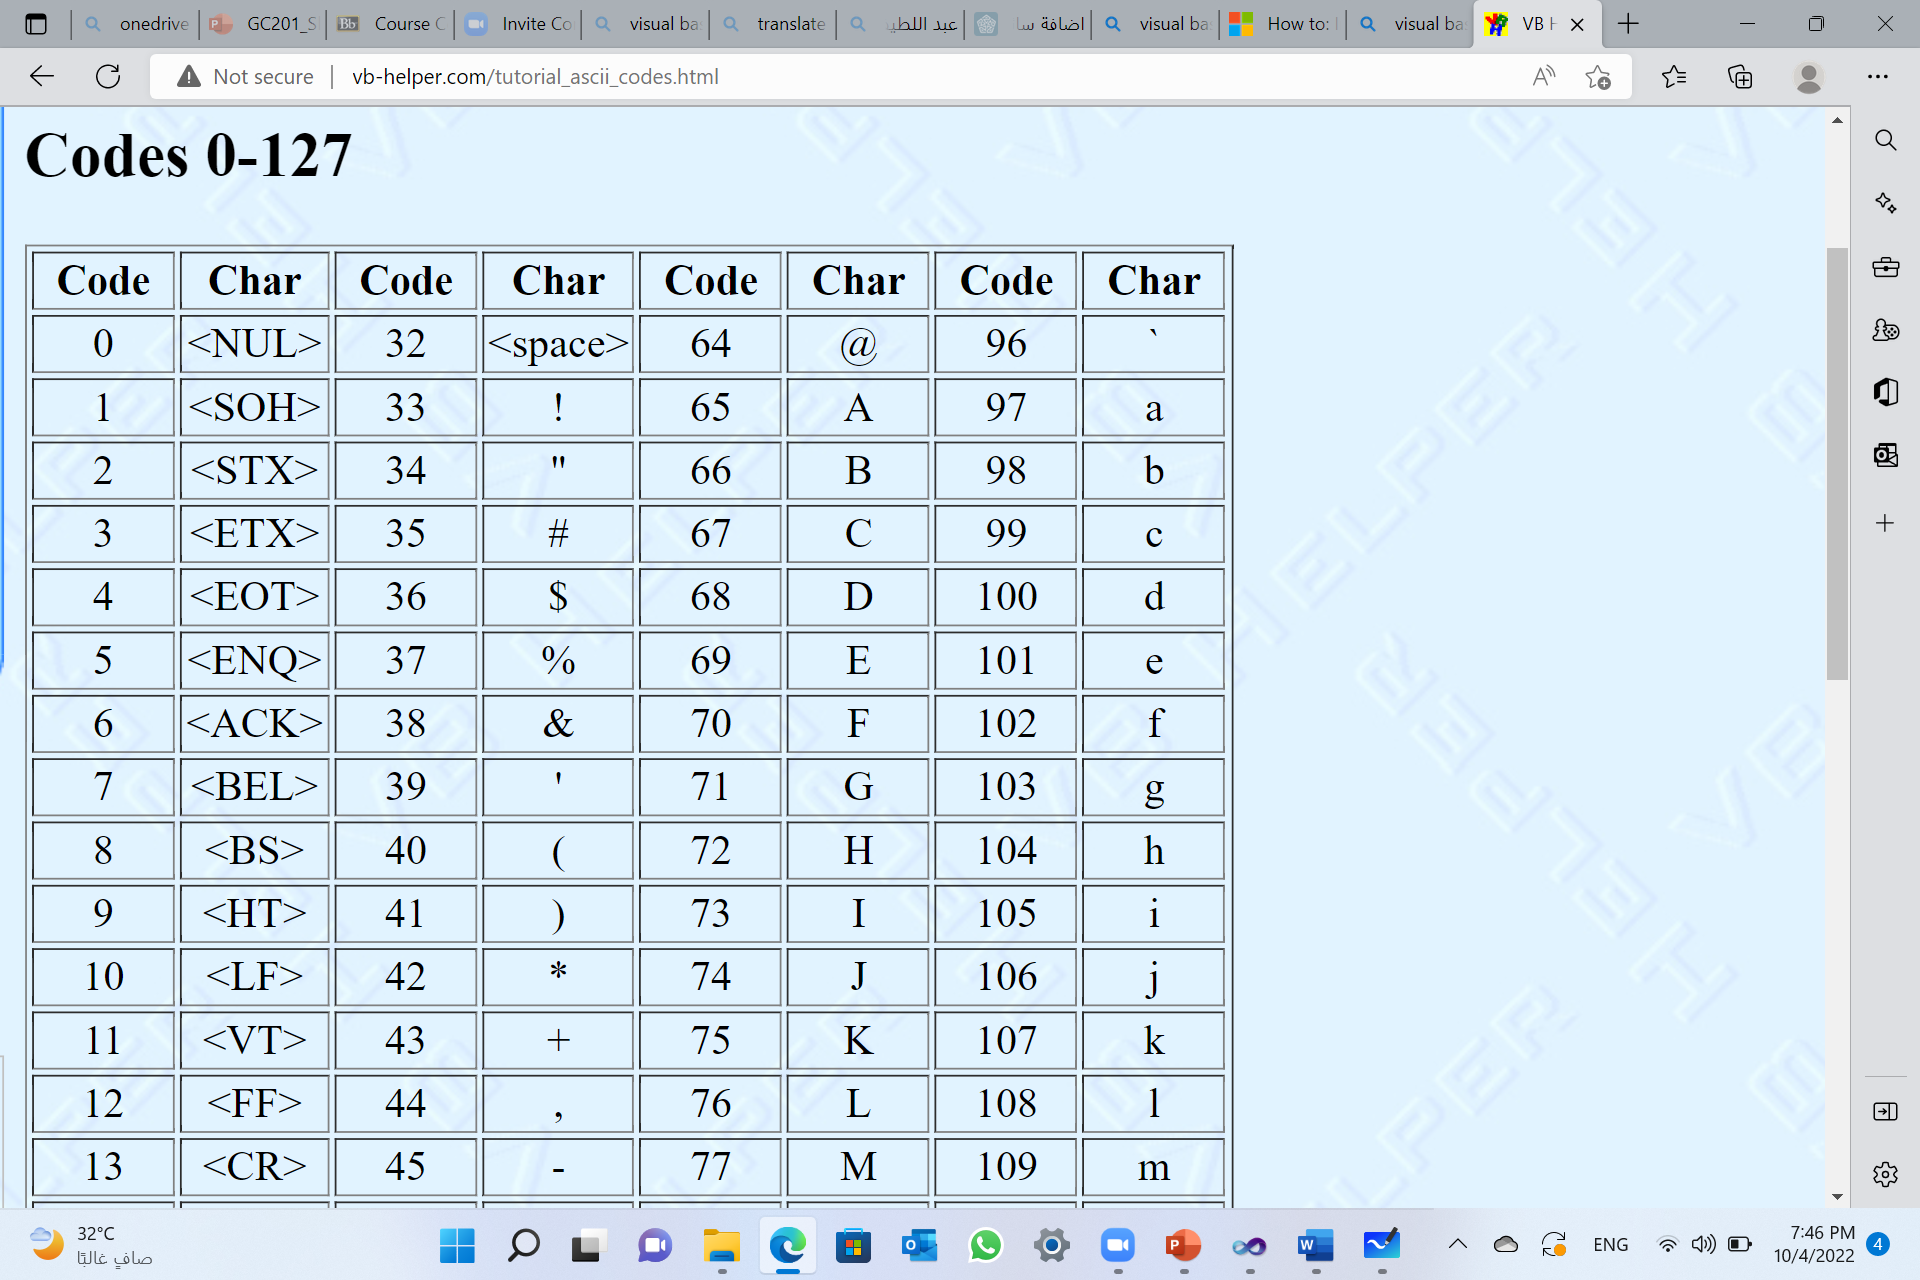 onedrive
GC201_S
Course C
Invite Co
visual ba
translate
عبد اللطيـ
اضافة سا
visual ba
How to: I
visual ba
VB H
Not secure
vb-helper.com/tutorial_ascii_codes.html
Codes 0-127
Code Char Code Char Code Char Code Char
0 <NUL> 32 <space> 64 @ 96 `
1 <SOH> 33 ! 65 A 97 a
2 <STX> 34 " 66 B 98 b
3 <ETX> 35 # 67 C 99 c
4 <EOT> 36 $ 68 D 100 d
5 <ENQ> 37 % 69 E 101 e
6 <ACK> 38 & 70 F 102 f
7 <BEL> 39 ' 71 G 103 g
8 <BS> 40 ( 72 H 104 h
9 <HT> 41 ) 73 I 105 i
10 <LF> 42 * 74 J 106 j
11 <VT> 43 + 75 K 107 k
12 <FF> 44 , 76 L 108 l
13 <CR> 45 - 77 M 109 m
32°C
صافٍ غالبًا
ENG
7:46 PM
10/4/2022
4